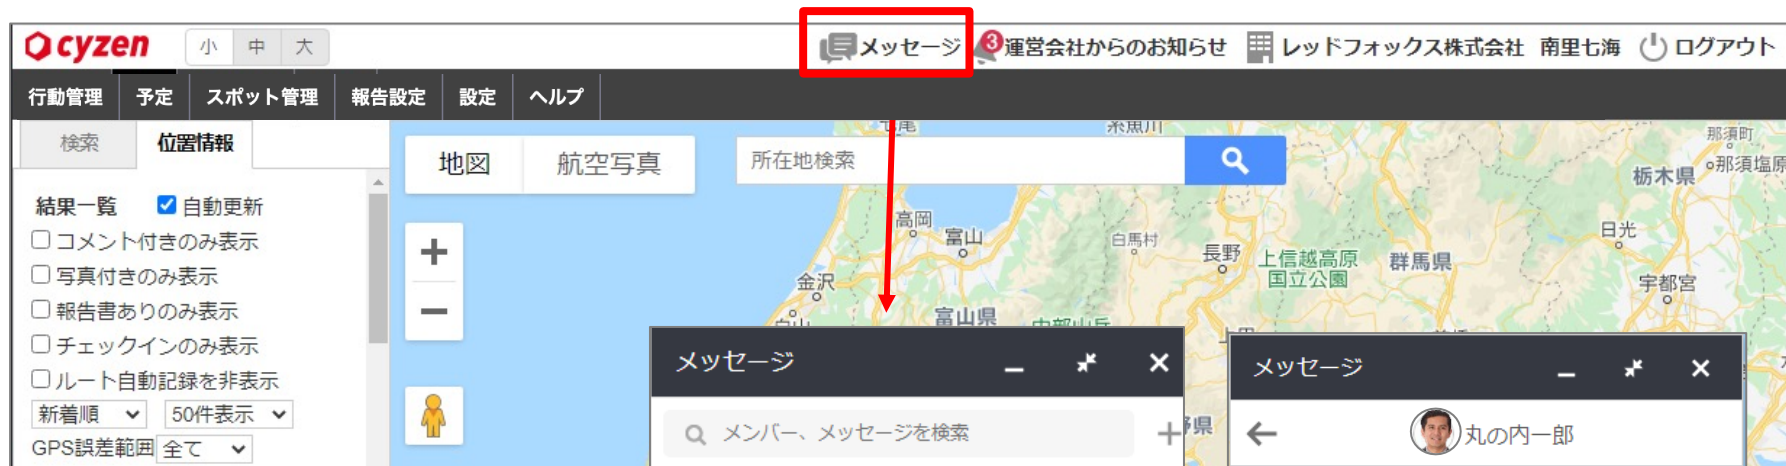 cyzen 小 中 大 メッセージ 3 運営会社からのお知らせ レッドフォックス株式会社 南里七海 ログアウト
行動管理 予定 スポット管理 報告設定 設定 ヘルプ
検索 位置情報
結果一覧 自動更新
コメント付きのみ表示
写真付きのみ表示
報告書ありのみ表示
チェックインのみ表示
ルート自動記録を非表示
新着順 50件表示
GPS誤差範囲 全て
地図 航空写真
所在地検索
+
−
七尾
糸魚川
那須町
那須塩原
栃木県
高岡
富山
白馬村
長野
上信越高原
国立公園
群馬県
日光
宇都宮
金沢
富山県
メッセージ
メンバー、メッセージを検索
県
メッセージ
丸の内一郎